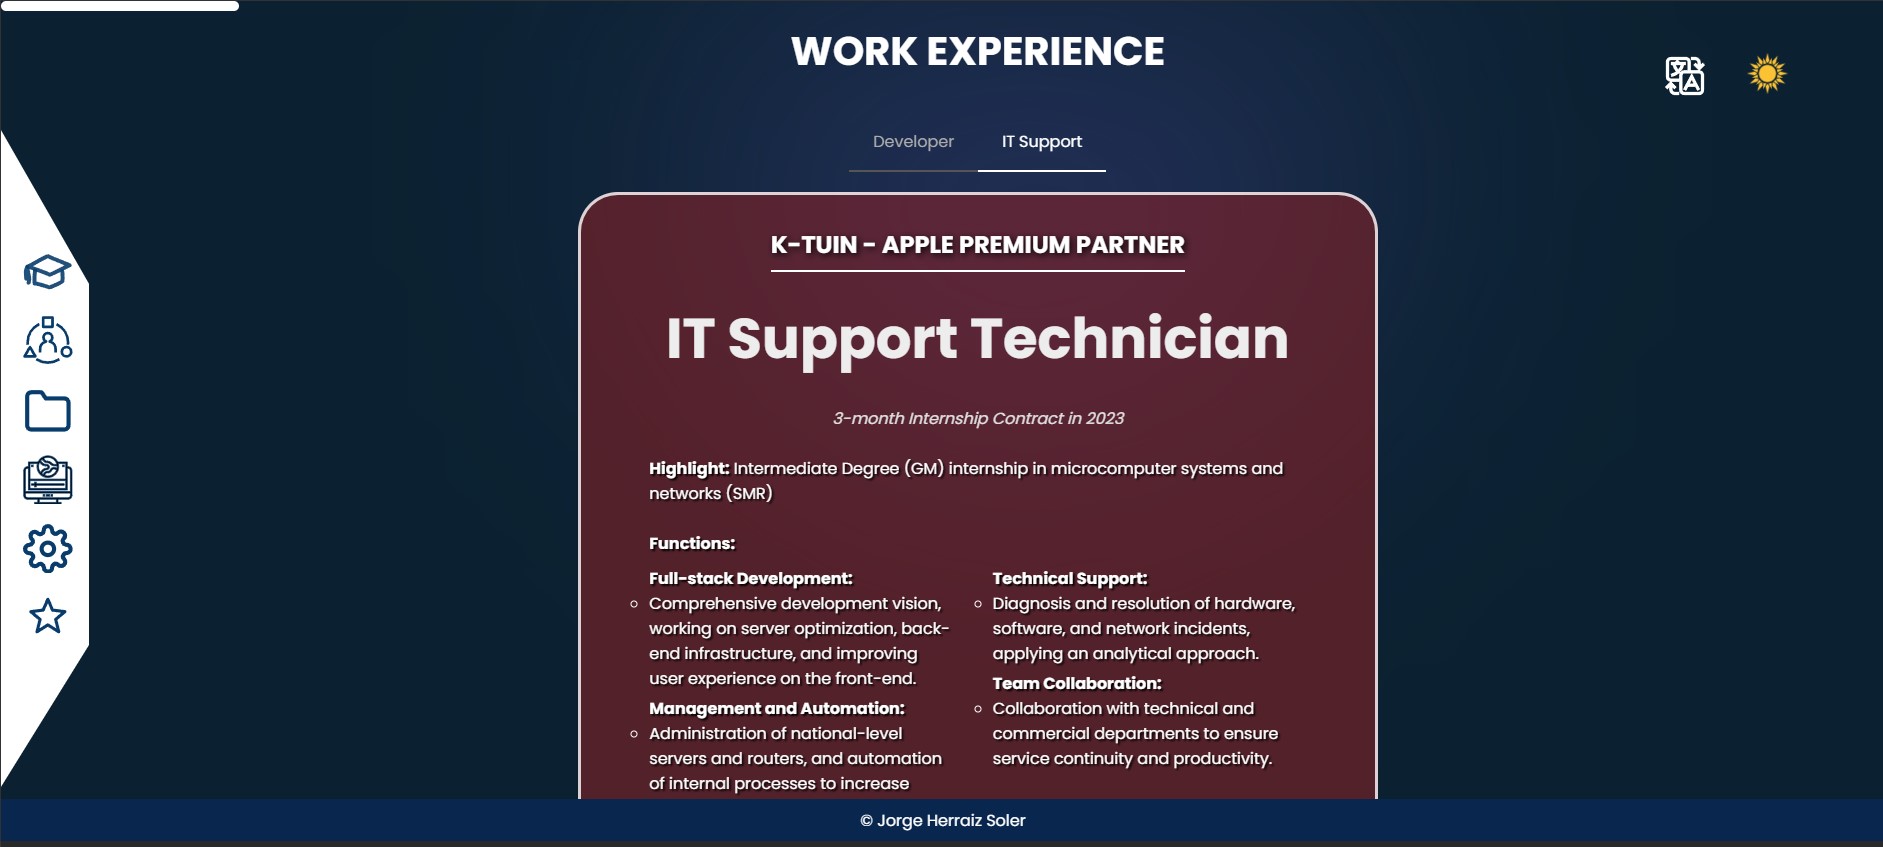 WORK EXPERIENCE
Developer
IT Support
K-TUIN - APPLE PREMIUM PARTNER
IT Support Technician
3-month Internship Contract in 2023
Highlight: Intermediate Degree (GM) internship in microcomputer systems and
networks (SMR)
Functions:
Full-stack Development:
Comprehensive development vision,
working on server optimization, back-
end infrastructure, and improving
user experience on the front-end.
Management and Automation:
Administration of national-level
servers and routers, and automation
of internal processes to increase
Technical Support:
Diagnosis and resolution of hardware,
software, and network incidents,
applying an analytical approach.
Team Collaboration:
Collaboration with technical and
commercial departments to ensure
service continuity and productivity.
© Jorge Herraiz Soler